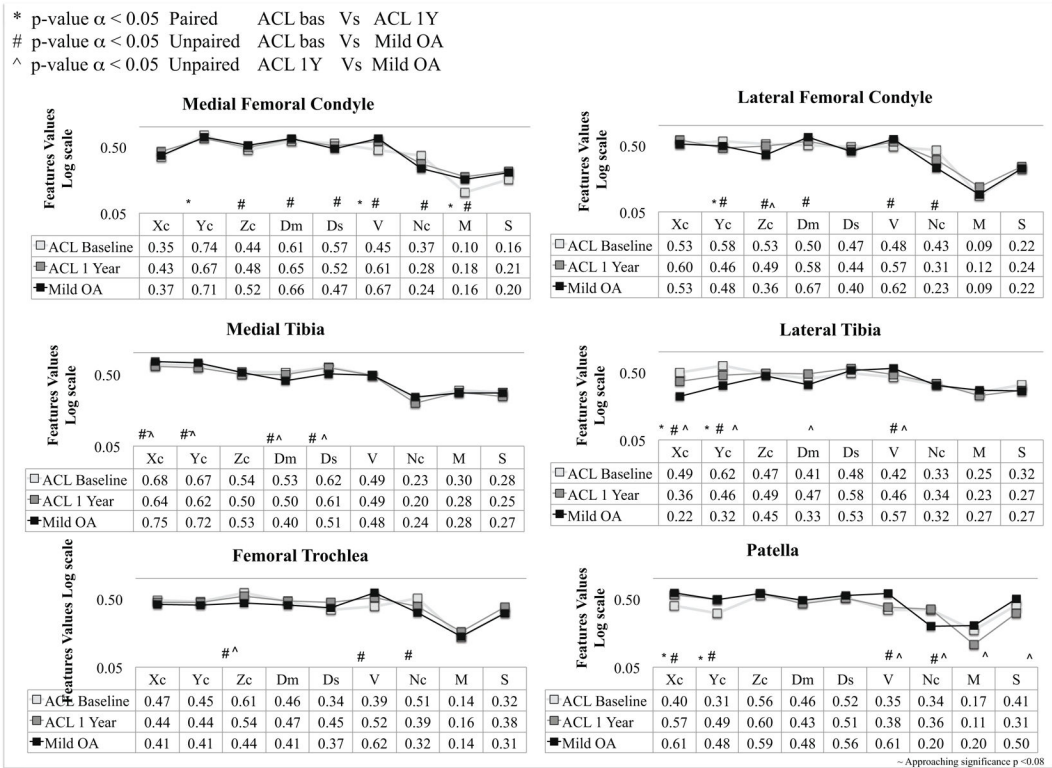 * p-value α < 0.05 Paired ACL bas Vs ACL 1Y
# p-value α < 0.05 Unpaired ACL bas Vs Mild OA
^ p-value α < 0.05 Unpaired ACL 1Y Vs Mild OA
Medial Femoral Condyle
Features Values
Log scale
0.50
0.05
* # # # * # # * #
Xc Yc Zc Dm Ds V Nc M S
ACL Baseline 0.35 0.74 0.44 0.61 0.57 0.45 0.37 0.10 0.16
ACL 1 Year 0.43 0.67 0.48 0.65 0.52 0.61 0.28 0.18 0.21
Mild OA 0.37 0.71 0.52 0.66 0.47 0.67 0.24 0.16 0.20
Lateral Femoral Condyle
Features Values
Log scale
0.50
0.05
*# #^ # # #
Xc Yc Zc Dm Ds V Nc M S
ACL Baseline 0.53 0.58 0.53 0.50 0.47 0.48 0.43 0.09 0.22
ACL 1 Year 0.60 0.46 0.49 0.58 0.44 0.57 0.31 0.12 0.24
Mild OA 0.53 0.48 0.36 0.67 0.40 0.62 0.23 0.09 0.22
Medial Tibia
Features Values
Log scale
0.50
0.05
#^ #^ #^ # ^
Xc Yc Zc Dm Ds V Nc M S
ACL Baseline 0.68 0.67 0.54 0.53 0.62 0.49 0.23 0.30 0.28
ACL 1 Year 0.64 0.62 0.50 0.50 0.61 0.49 0.20 0.28 0.25
Mild OA 0.75 0.72 0.53 0.40 0.51 0.48 0.24 0.28 0.27
Lateral Tibia
Features Values
Log scale
0.50
0.05
* # ^ * # ^ ^ # ^
Xc Yc Zc Dm Ds V Nc M S
ACL Baseline 0.49 0.62 0.47 0.41 0.48 0.42 0.33 0.25 0.32
ACL 1 Year 0.36 0.46 0.49 0.47 0.58 0.46 0.34 0.23 0.27
Mild OA 0.22 0.32 0.45 0.33 0.53 0.57 0.32 0.27 0.27
Femoral Trochlea
Features Values Log scale
0.50
0.05
# ^ # #
Xc Yc Zc Dm Ds V Nc M S
ACL Baseline 0.47 0.45 0.61 0.46 0.34 0.39 0.51 0.14 0.32
ACL 1 Year 0.44 0.44 0.54 0.47 0.45 0.52 0.39 0.16 0.38
Mild OA 0.41 0.41 0.44 0.41 0.37 0.62 0.32 0.14 0.31
Patella
Features Values
Log scale
0.50
0.05
* # * # # ^ # ^ ^ ^
Xc Yc Zc Dm Ds V Nc M S
ACL Baseline 0.40 0.31 0.56 0.46 0.52 0.35 0.34 0.17 0.41
ACL 1 Year 0.57 0.49 0.60 0.43 0.51 0.38 0.36 0.11 0.31
Mild OA 0.61 0.48 0.59 0.48 0.56 0.61 0.20 0.20 0.50
~ Approaching significance p <0.08